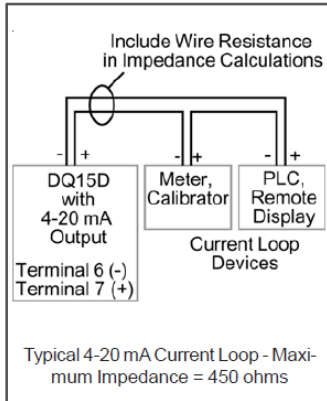 Include Wire Resistance
in Impedance Calculations
- +
- +
- +
DQ15D
with
4-20 mA
Output
Terminal 6 (-)
Terminal 7 (+)
Meter,
Calibrator
PLC,
Remote
Display
Current Loop
Devices
Typical 4-20 mA Current Loop - Maxi-
mum Impedance = 450 ohms